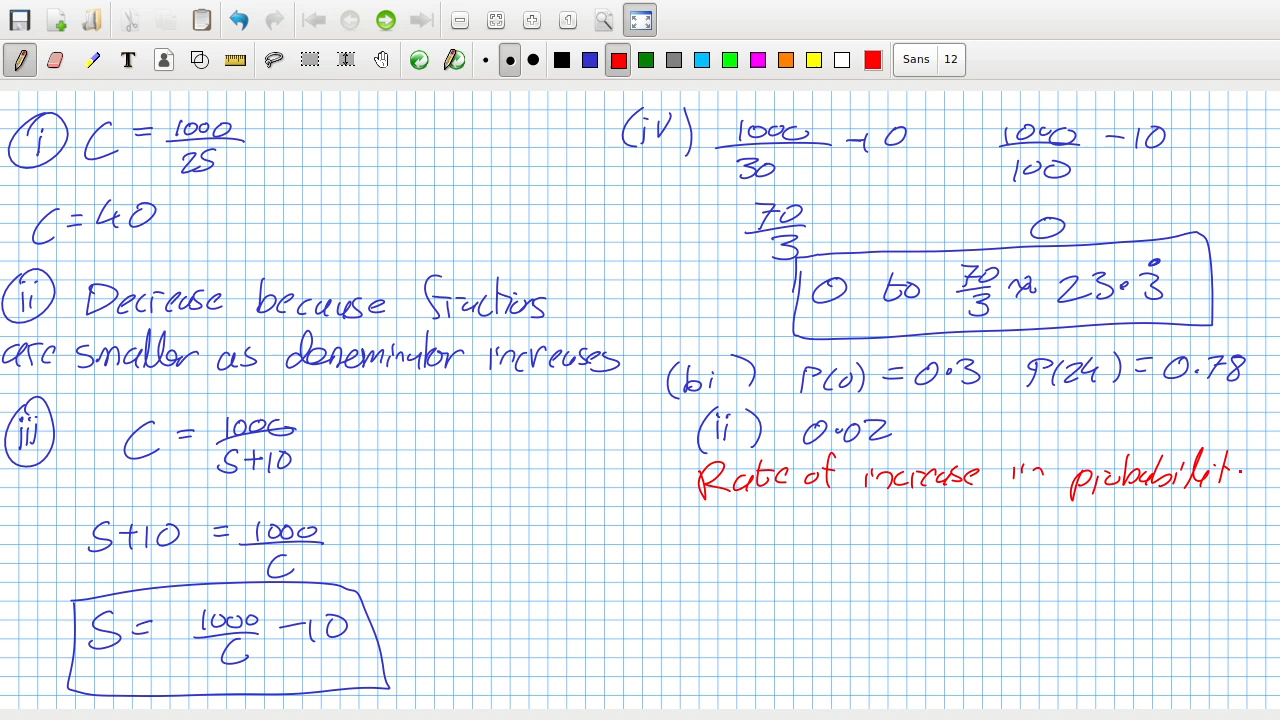 Sans 12
(i) C = 1000/25
C = 40
(ii) Decrease because fractions
are smaller as denominator increases
(iii) C = 1000/S+10
S+10 = 1000/C
S = 1000/C - 10
(iv) 1000/30 - 10 1000/100 - 10
70/3 0
0 to 70/3 ≈ 23.3̇
(bi) P(0) = 0.3 P(24) = 0.78
(ii) 0.02
Rate of increase in probabilit.